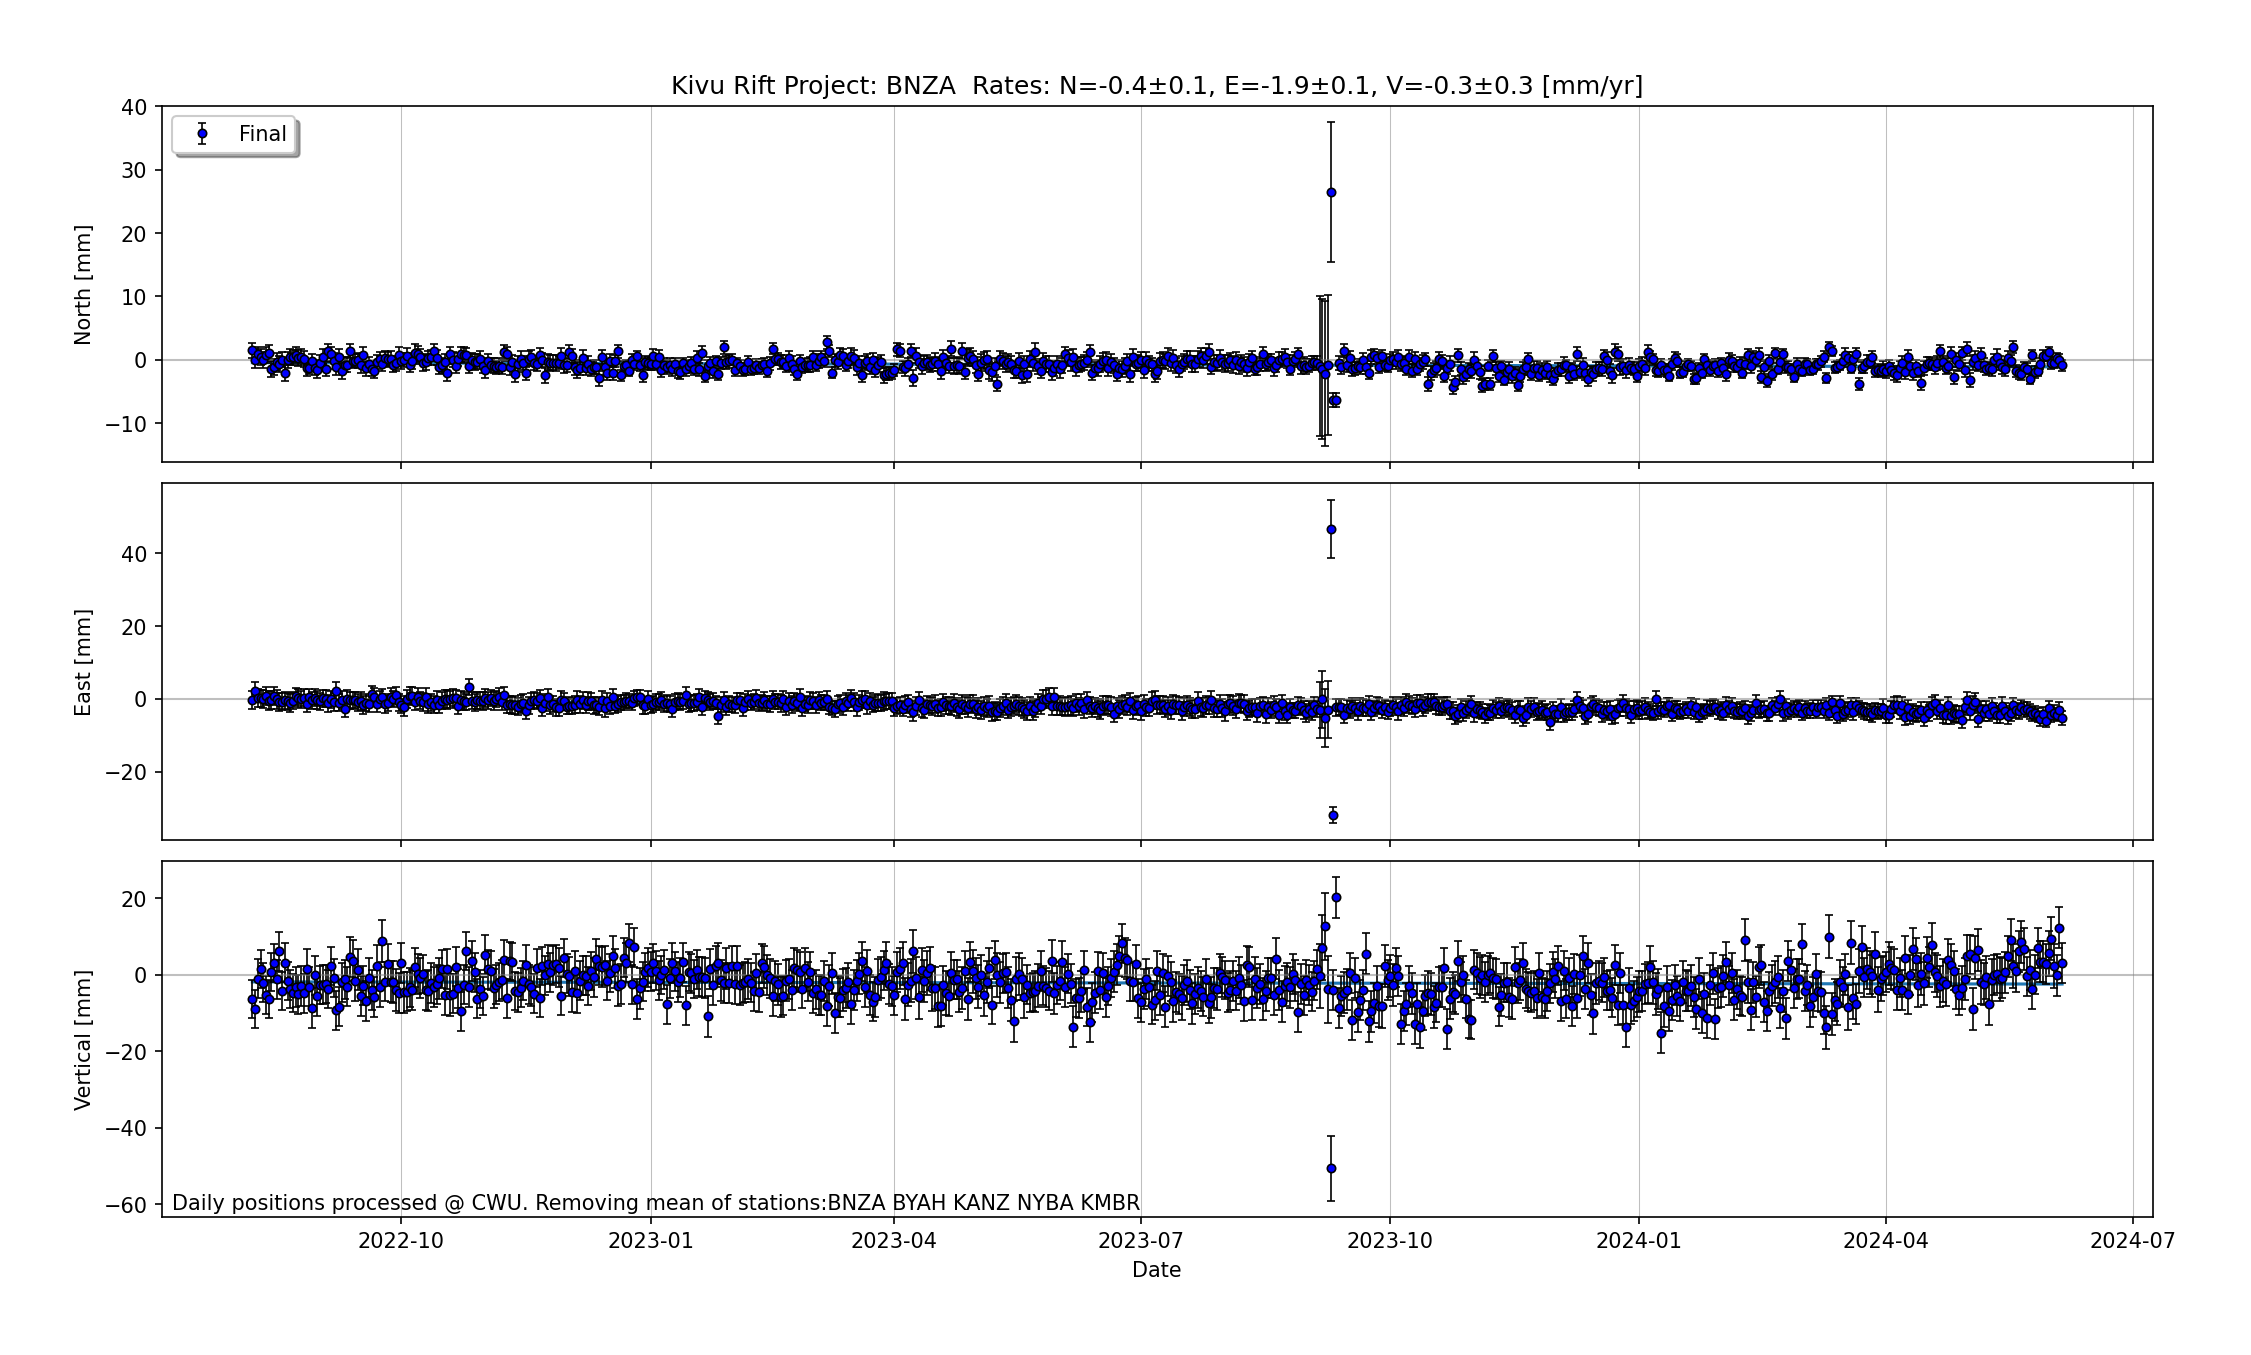 Kivu Rift Project: BNZA  Rates: N=-0.4±0.1, E=-1.9±0.1, V=-0.3±0.3 [mm/yr]
Final
North [mm]
40
30
20
10
0
−10
East [mm]
40
20
0
−20
Vertical [mm]
20
0
−20
−40
−60
Daily positions processed @ CWU. Removing mean of stations:BNZA BYAH KANZ NYBA KMBR
2022-10 2023-01 2023-04 2023-07 2023-10 2024-01 2024-04 2024-07
Date